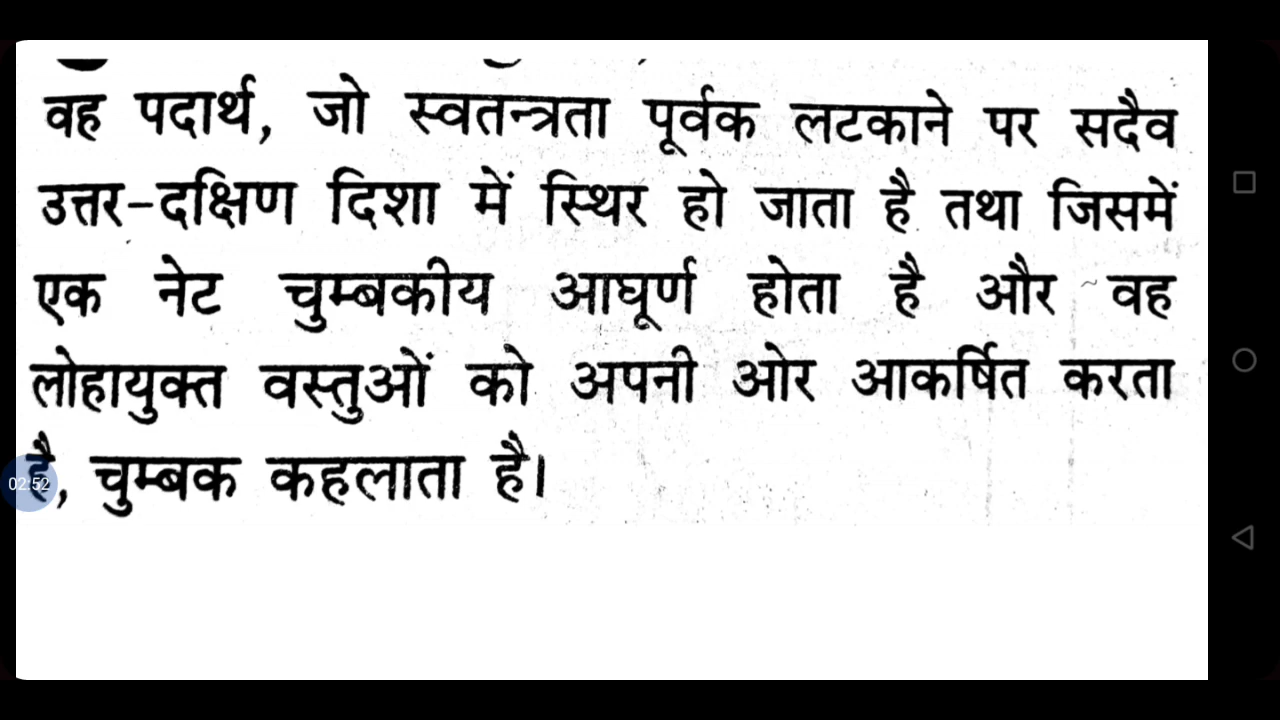 वह पदार्थ, जो स्वतन्त्रता पूर्वक लटकाने पर सदैव
उत्तर-दक्षिण दिशा में स्थिर हो जाता है तथा जिसमें
एक नेट चुम्बकीय आघूर्ण होता है और वह
लोहायुक्त वस्तुओं को अपनी ओर आकर्षित करता
है, चुम्बक कहलाता है।
02:52